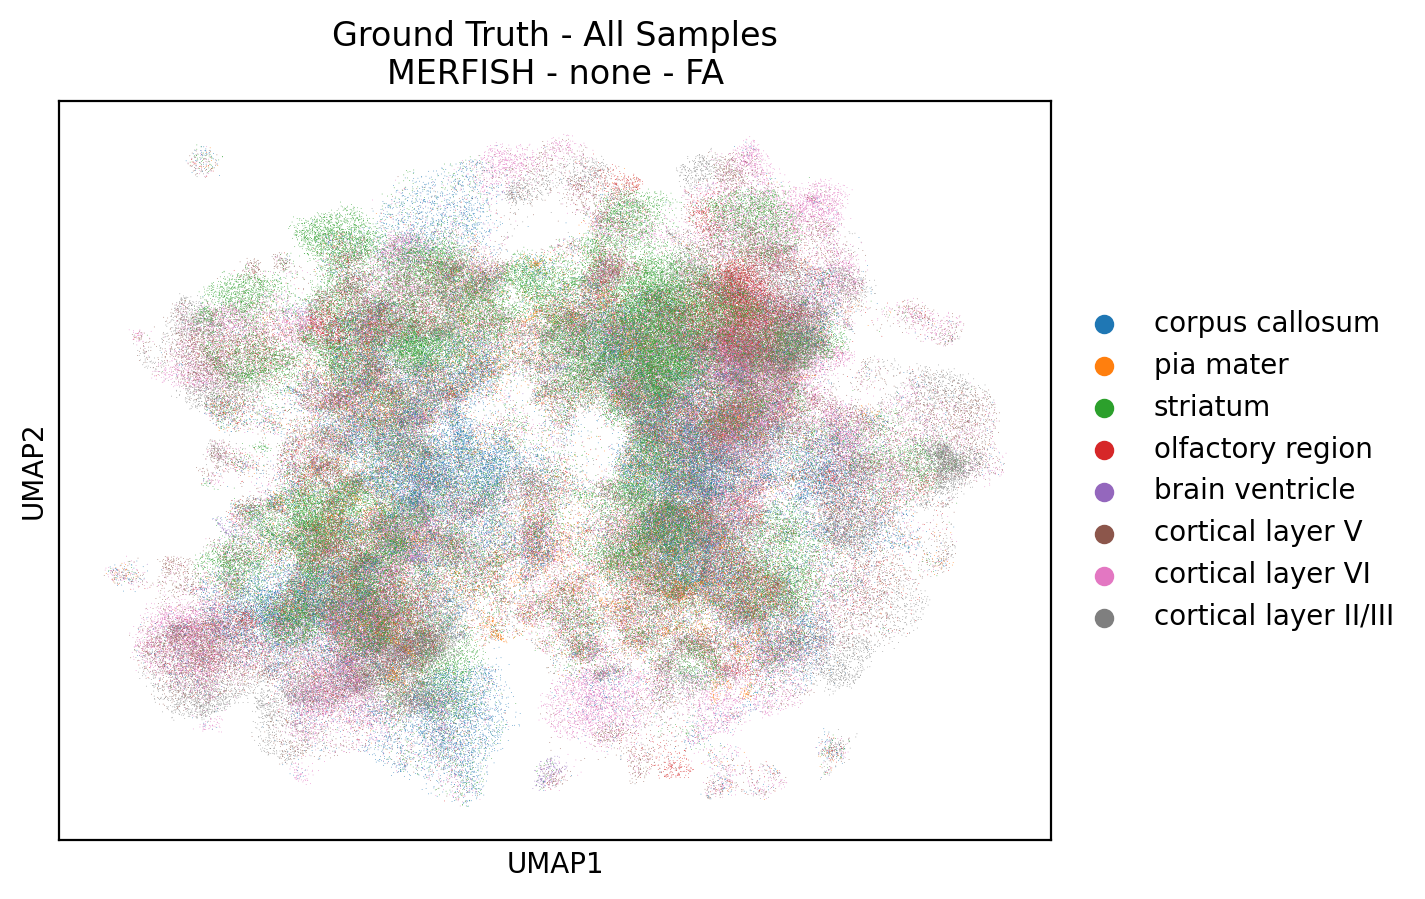 Ground Truth - All Samples
MERFISH - none - FA
UMAP2
UMAP1
corpus callosum
pia mater
striatum
olfactory region
brain ventricle
cortical layer V
cortical layer VI
cortical layer II/III